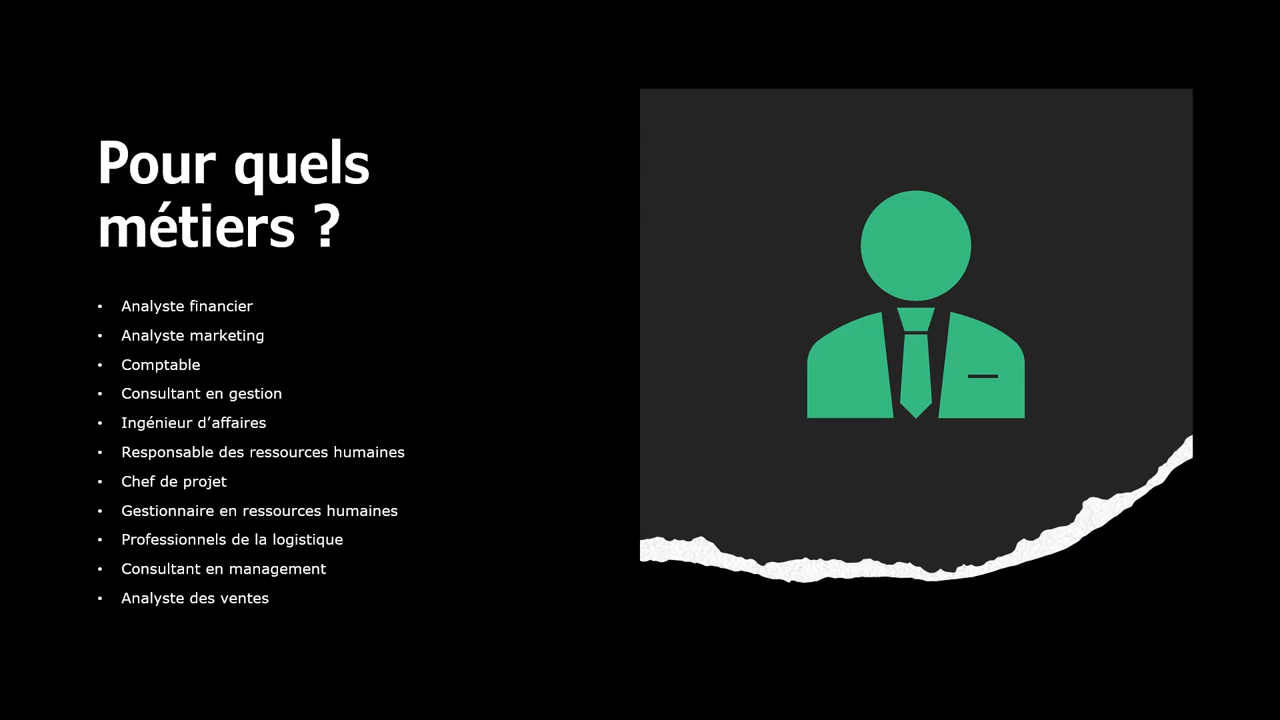 Pour quels
métiers ?
• Analyste financier
• Analyste marketing
• Comptable
• Consultant en gestion
• Ingénieur d’affaires
• Responsable des ressources humaines
• Chef de projet
• Gestionnaire en ressources humaines
• Professionnels de la logistique
• Consultant en management
• Analyste des ventes